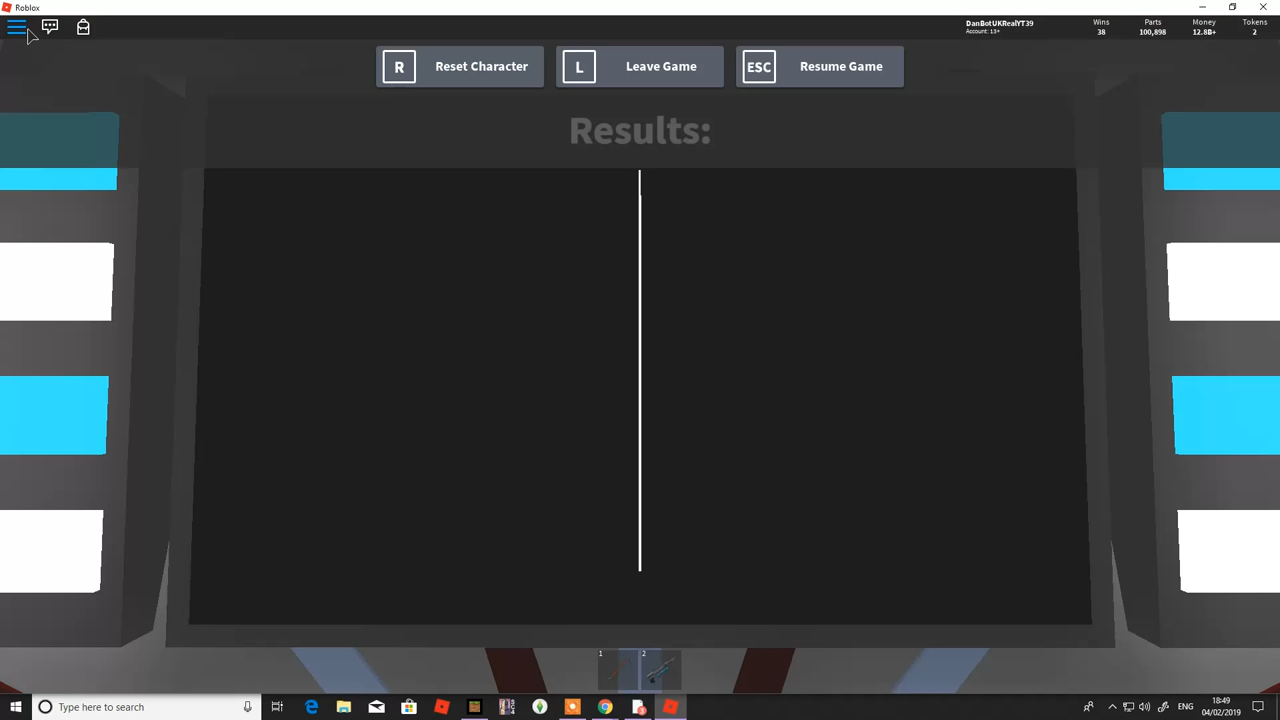 Roblox
DanBotUKRealYT39
Account: 13+
Wins
38
Parts
100,898
Money
12.8B+
Tokens
2
R Reset Character
L Leave Game
ESC Resume Game
Results:
1
2
Type here to search
ENG
18:49
04/02/2019